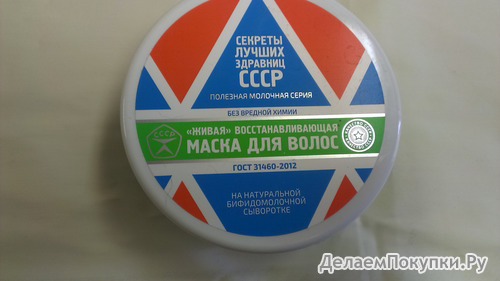 СЕКРЕТЫ
ЛУЧШИХ
ЗДРАВНИЦ
СССР
ПОЛЕЗНАЯ МОЛОЧНАЯ СЕРИЯ
БЕЗ ВРЕДНОЙ ХИМИИ
«ЖИВАЯ» ВОССТАНАВЛИВАЮЩАЯ
МАСКА ДЛЯ ВОЛОС
СССР
ГОСТ 31460-2012
НА НАТУРАЛЬНОЙ
БИФИДОМОЛОЧНОЙ
СЫВОРОТКЕ
ДелаемПокупки.Ру